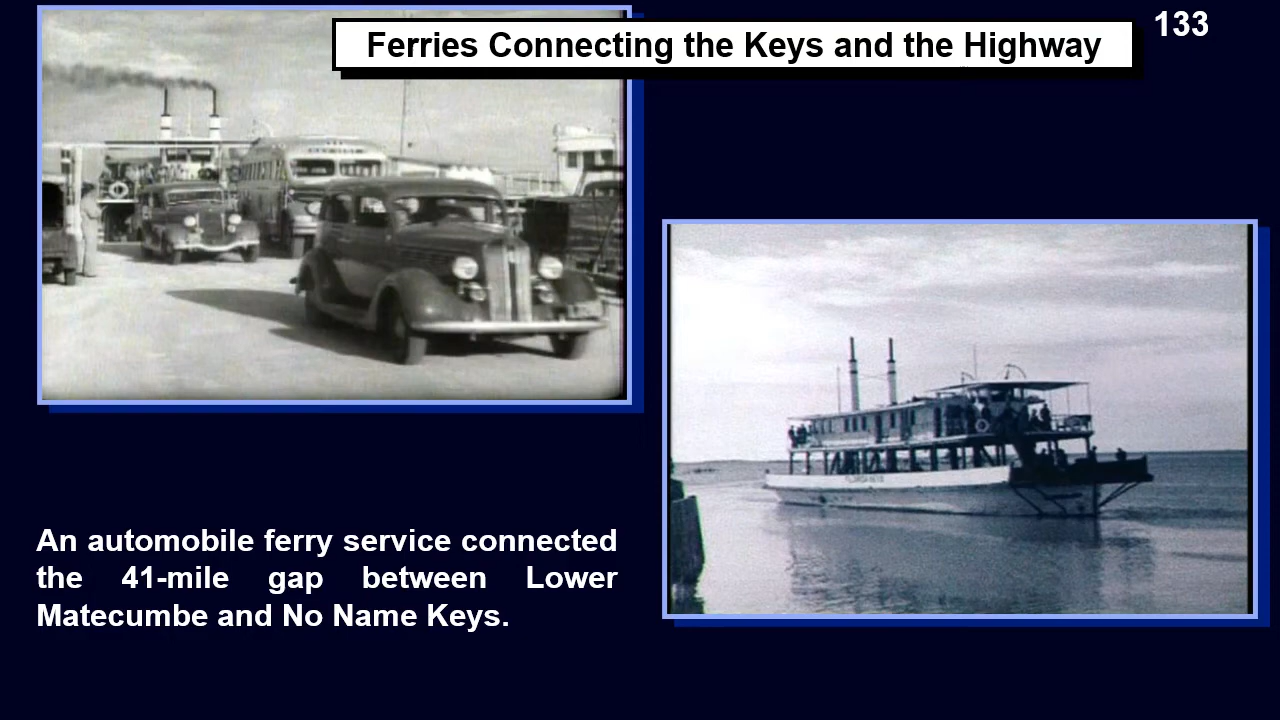 Ferries Connecting the Keys and the Highway
133
An automobile ferry service connected
the 41-mile gap between Lower
Matecumbe and No Name Keys.